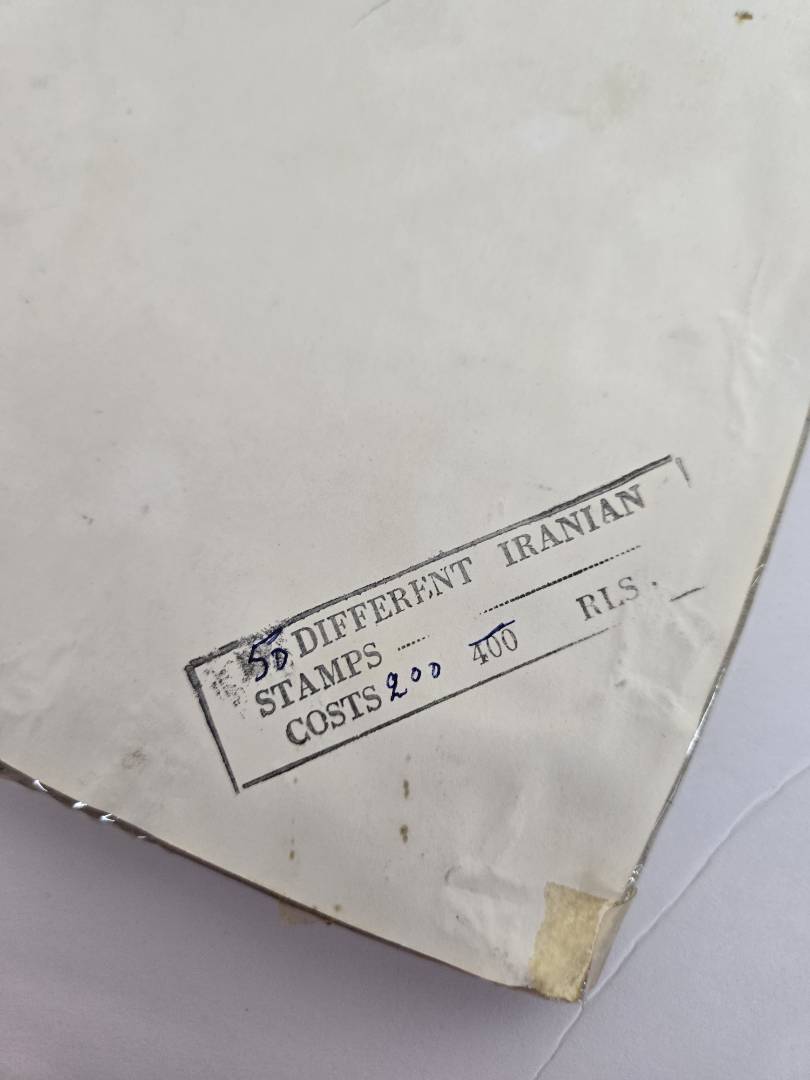 50 DIFFERENT IRANIAN
STAMPS
COSTS 200 400 RLS.